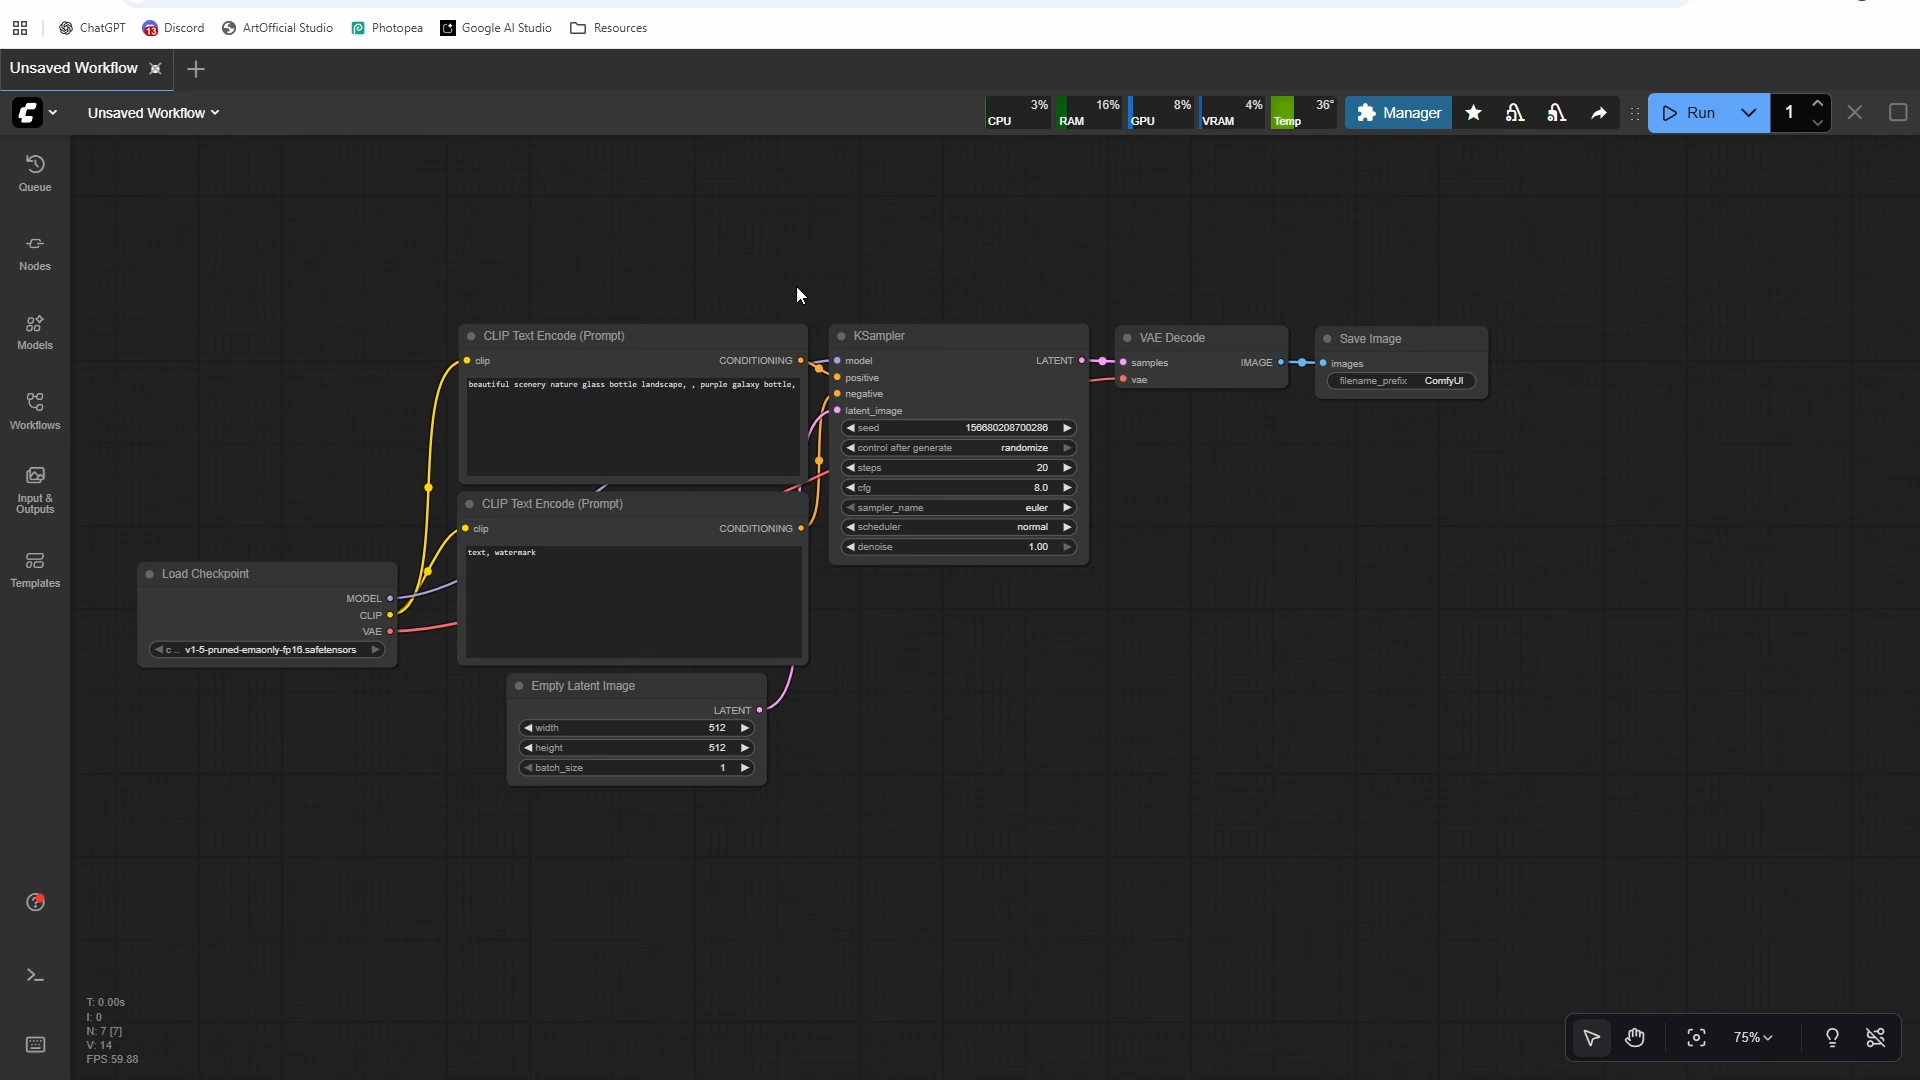 ChatGPT
13
Discord
ArtOfficial Studio
Photopea
Google AI Studio
Resources
Unsaved Workflow
Unsaved Workflow
CPU 3%
RAM 16%
GPU 8%
VRAM 4%
Temp 36°
Manager
Run
1
Queue
Nodes
Models
Workflows
Input &
Outputs
Templates
CLIP Text Encode (Prompt)
clip CONDITIONING
beautiful scenery nature glass bottle landscape, , purple galaxy bottle,
CLIP Text Encode (Prompt)
clip CONDITIONING
text, watermark
Load Checkpoint
MODEL
CLIP
VAE
c ... v1-5-pruned-emaonly-fp16.safetensors
Empty Latent Image
LATENT
width 512
height 512
batch_size 1
KSampler
model LATENT
positive
negative
latent_image
seed 156680208700286
control after generate randomize
steps 20
cfg 8.0
sampler_name euler
scheduler normal
denoise 1.00
VAE Decode
samples IMAGE
vae
Save Image
images
filename_prefix ComfyUI
T: 0.00s
I: 0
N: 7 [7]
V: 14
FPS:59.88
75%